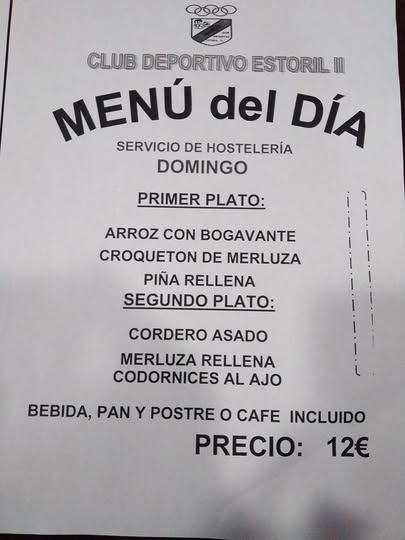 CLUB DEPORTIVO ESTORIL II
MENÚ del DÍA
SERVICIO DE HOSTELERÍA
DOMINGO
PRIMER PLATO:
ARROZ CON BOGAVANTE
CROQUETON DE MERLUZA
PIÑA RELLENA
SEGUNDO PLATO:
CORDERO ASADO
MERLUZA RELLENA
CODORNICES AL AJO
BEBIDA, PAN Y POSTRE O CAFE INCLUIDO
PRECIO: 12€